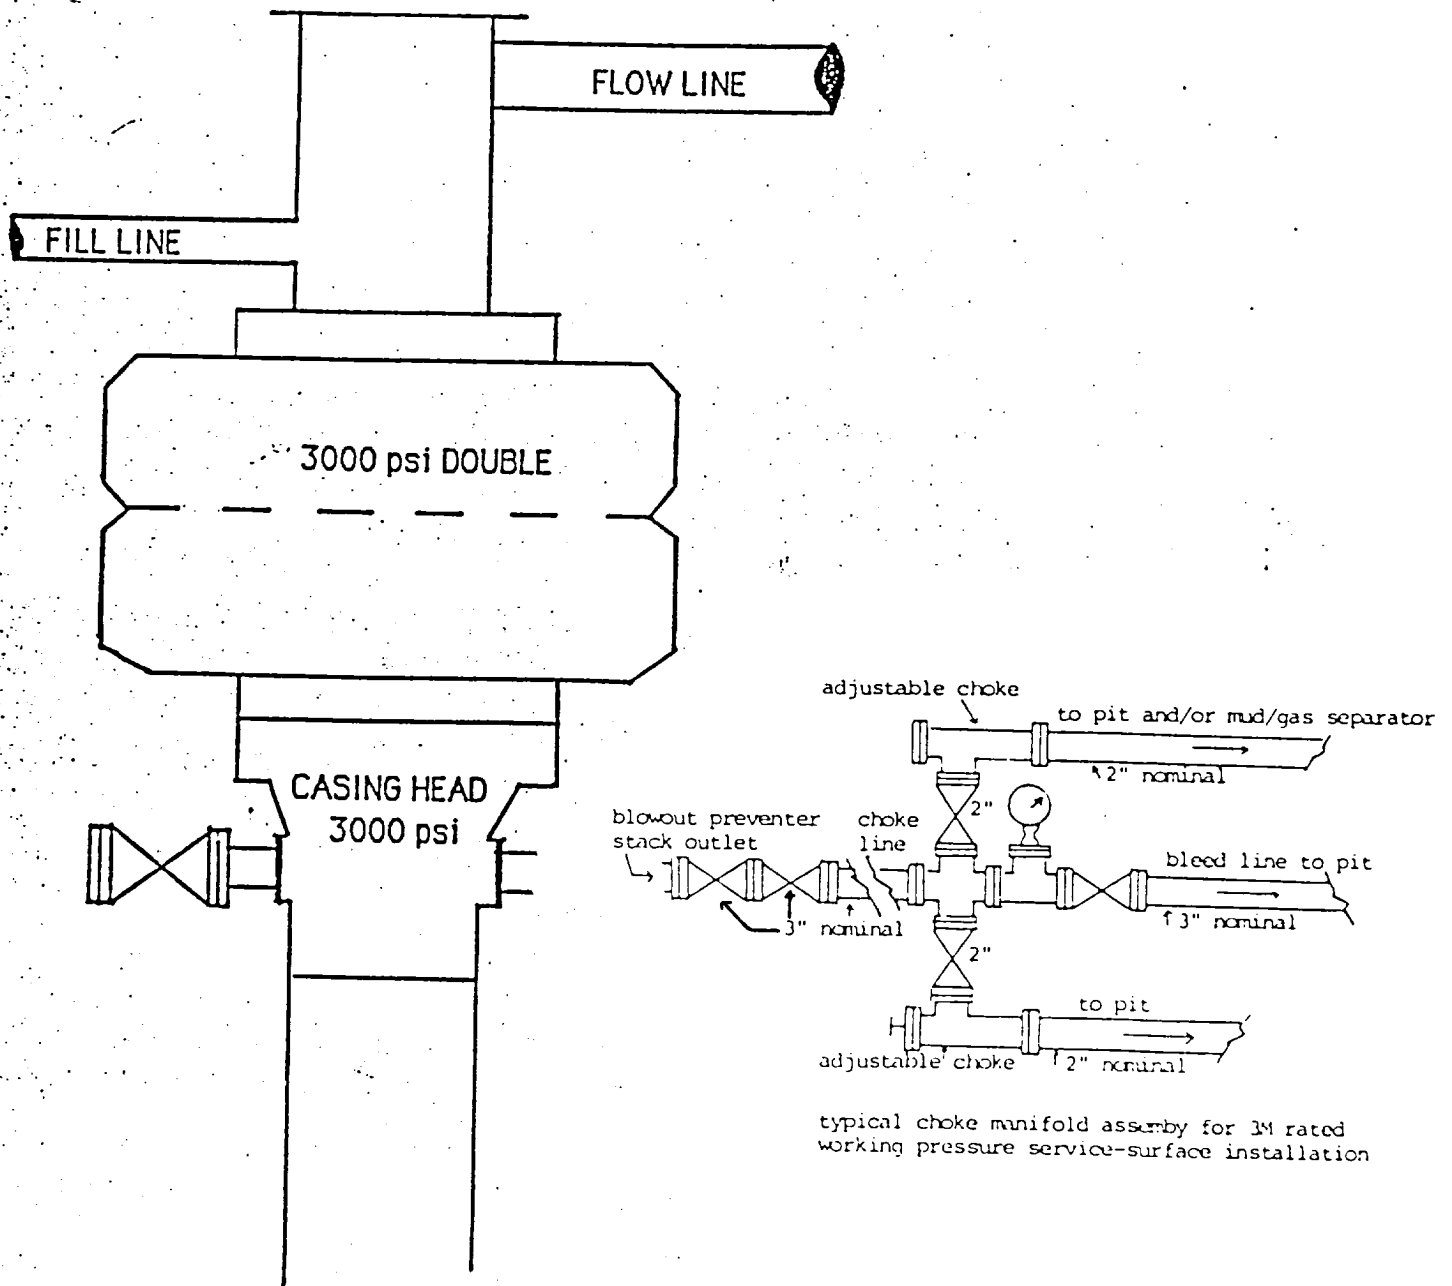 FLOW LINE
FILL LINE
3000 psi DOUBLE
CASING HEAD
3000 psi
adjustable choke
to pit and/or mud/gas separator
2" nominal
2"
blowout preventer
stack outlet
choke
line
bleed line to pit
3" nominal
3" nominal
2"
to pit
adjustable choke
2" nominal
typical choke manifold assemby for 3M rated
working pressure service-surface installation